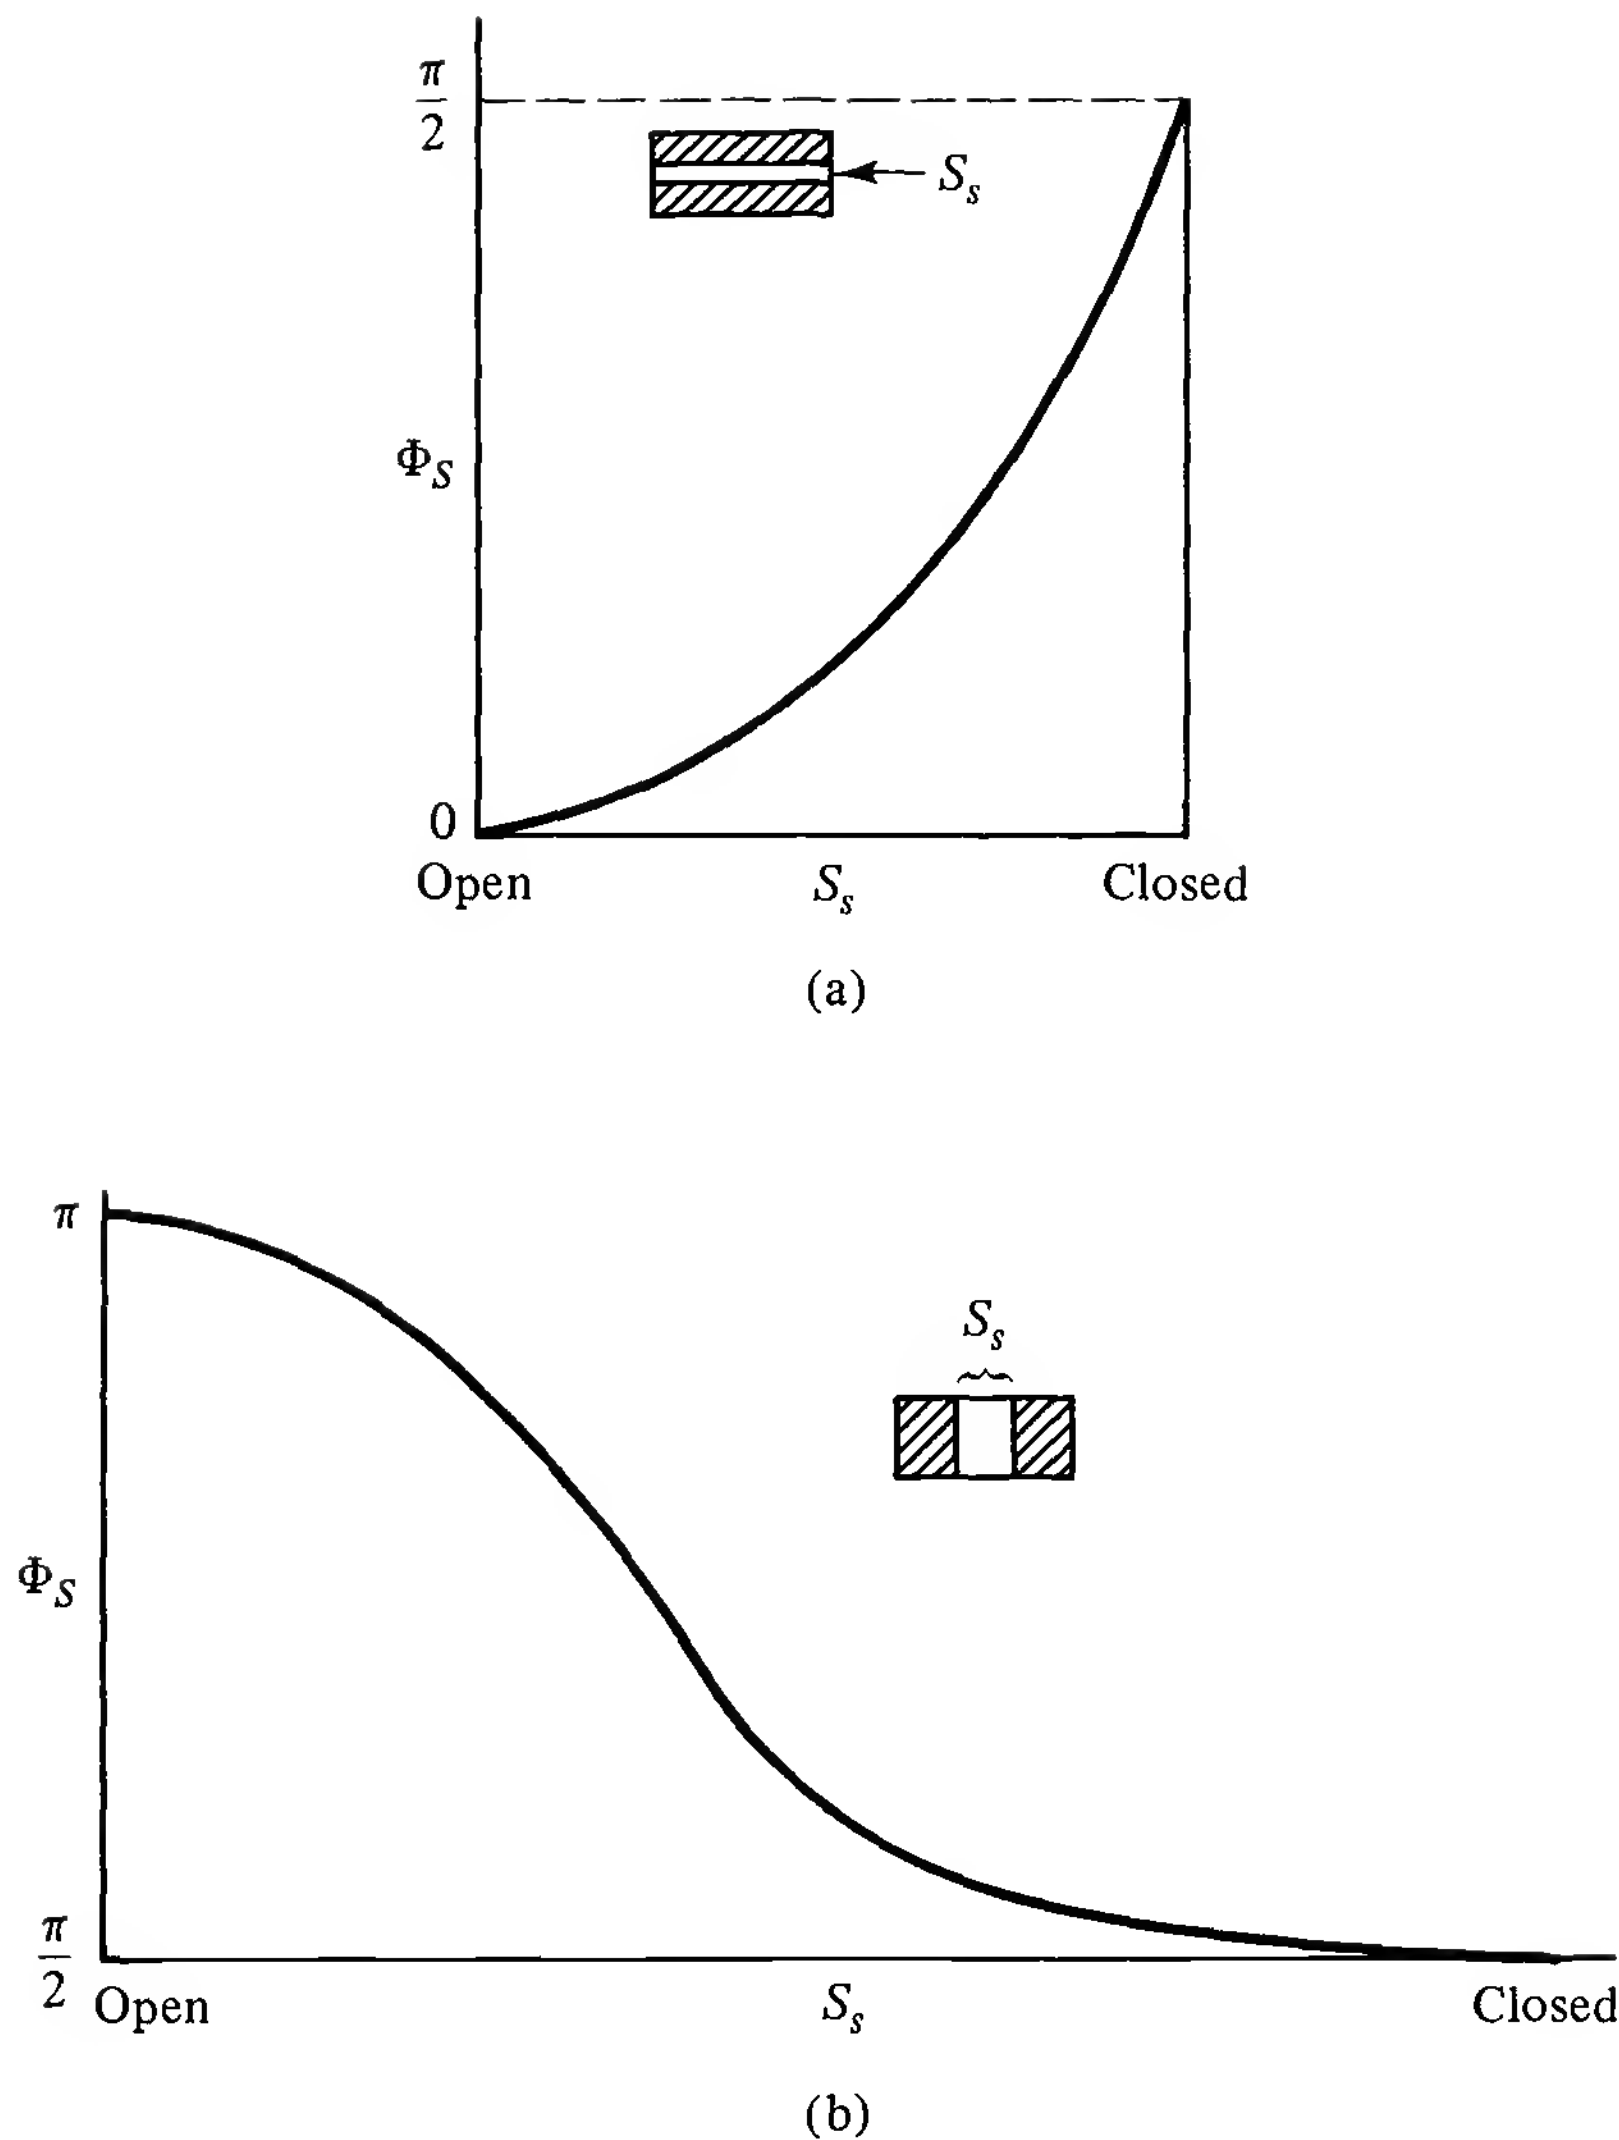 π/2
S_s
Φ_S
0
Open S_s Closed
(a)
π
S_s
Φ_S
π/2
Open S_s Closed
(b)